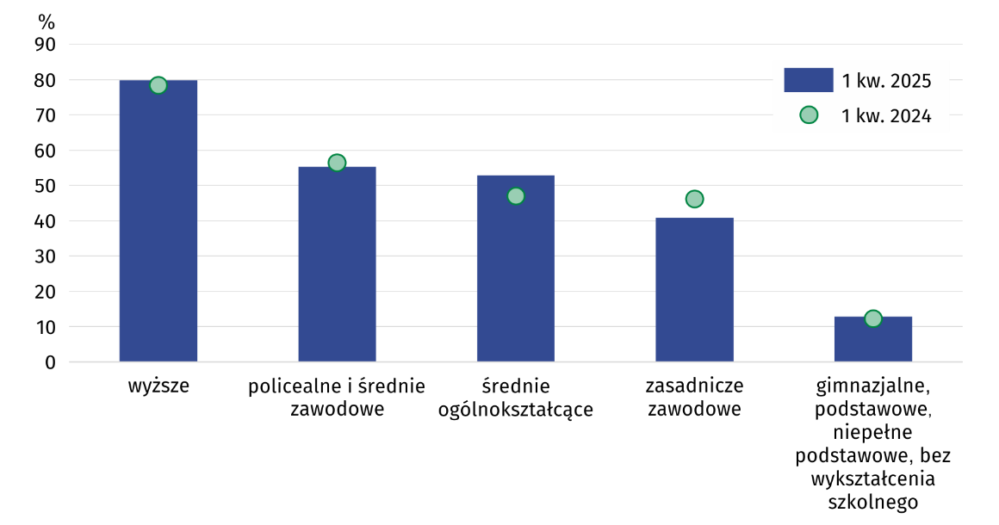 %
90
80
70
60
50
40
30
20
10
0
1 kw. 2025
1 kw. 2024
wyższe
policealne i średnie
zawodowe
średnie
ogólnokształcące
zasadnicze
zawodowe
gimnazjalne,
podstawowe,
niepełne
podstawowe, bez
wykształcenia
szkolnego